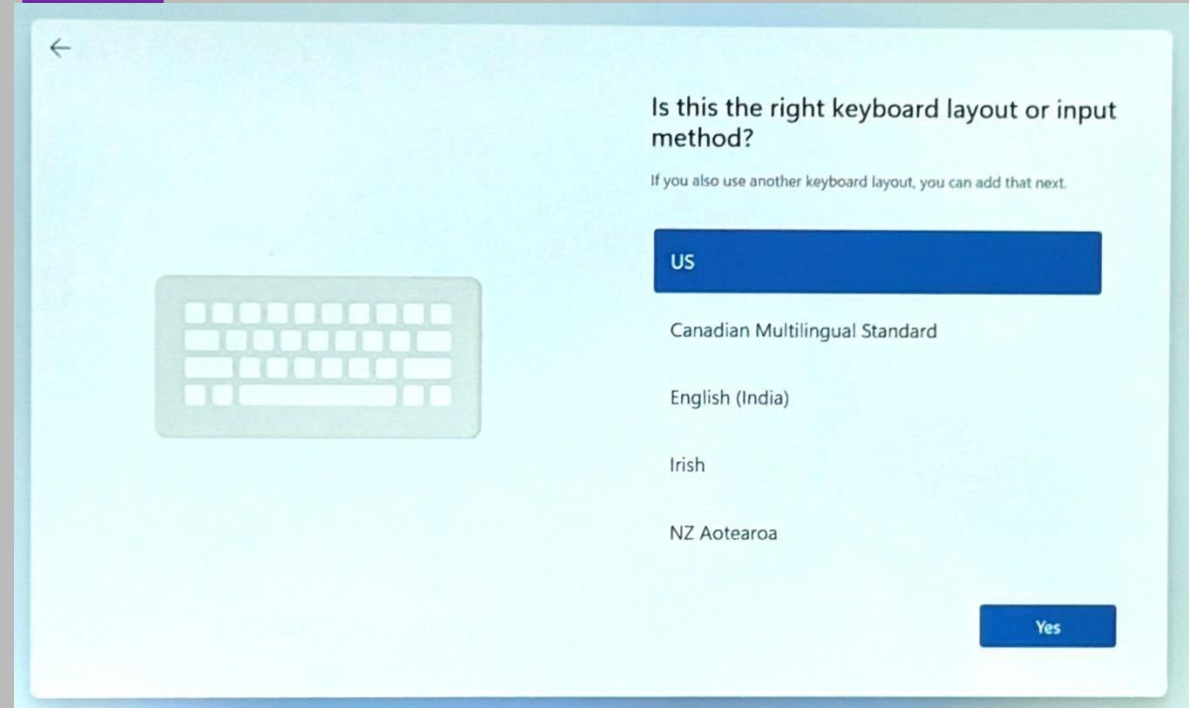 Is this the right keyboard layout or input
method?
If you also use another keyboard layout, you can add that next.
US
Canadian Multilingual Standard
English (India)
Irish
NZ Aotearoa
Yes